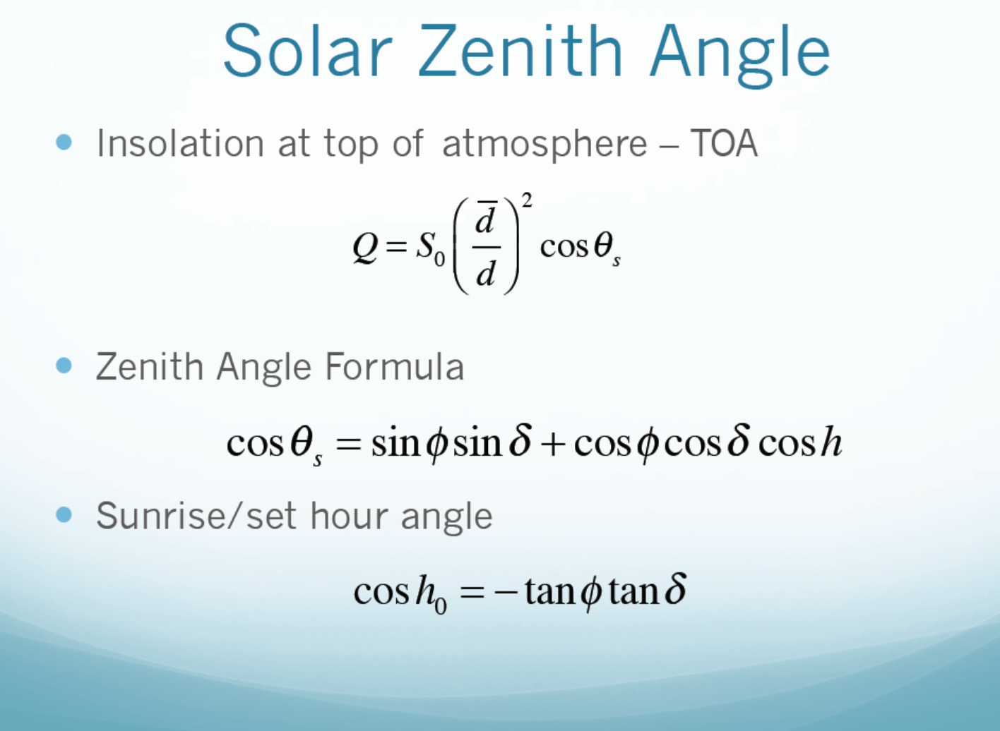 Solar Zenith Angle
• Insolation at top of atmosphere – TOA
Q = S₀ (d̅ / d)² cos θₛ
• Zenith Angle Formula
cos θₛ = sin ϕ sin δ + cos ϕ cos δ cos h
• Sunrise/set hour angle
cos h₀ = − tan ϕ tan δ